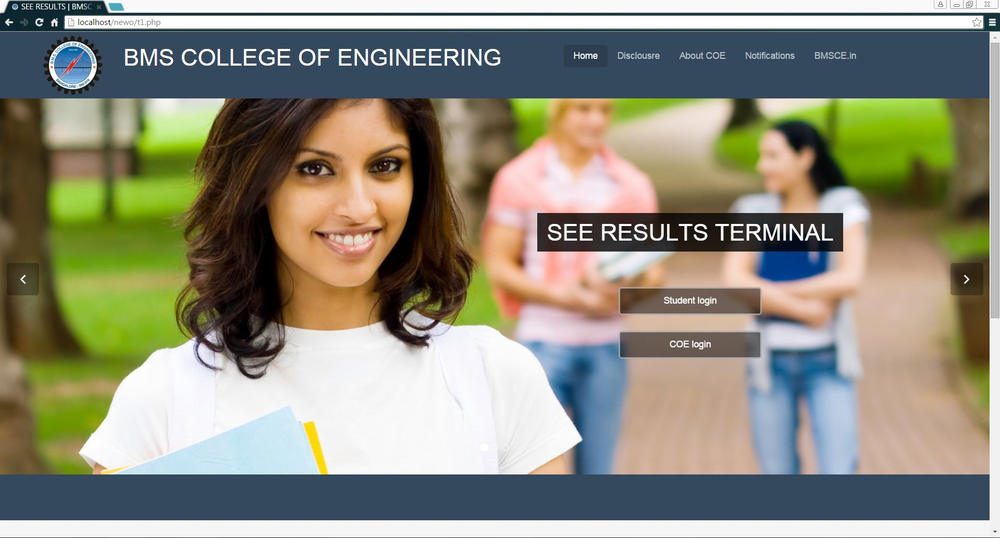 SEE RESULTS | BMSC
localhost/newo/t1.php
B.M.S. COLLEGE OF ENGINEERING
BANGALORE - 560 019
BMS COLLEGE OF ENGINEERING
Home
Disclousre
About COE
Notifications
BMSCE.in
SEE RESULTS TERMINAL
Student login
COE login